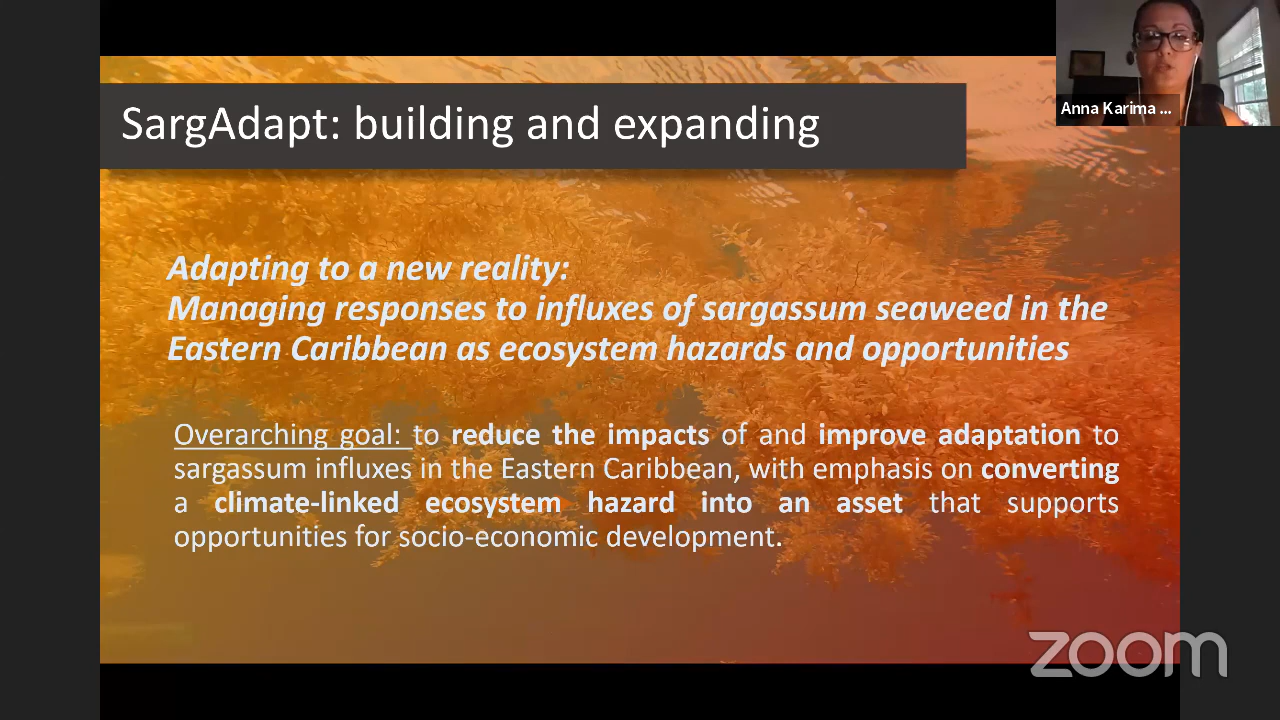 Anna Karima ...
SargAdapt: building and expanding
Adapting to a new reality:
Managing responses to influxes of sargassum seaweed in the
Eastern Caribbean as ecosystem hazards and opportunities
Overarching goal: to reduce the impacts of and improve adaptation to
sargassum influxes in the Eastern Caribbean, with emphasis on converting
a climate-linked ecosystem hazard into an asset that supports
opportunities for socio-economic development.
zoom